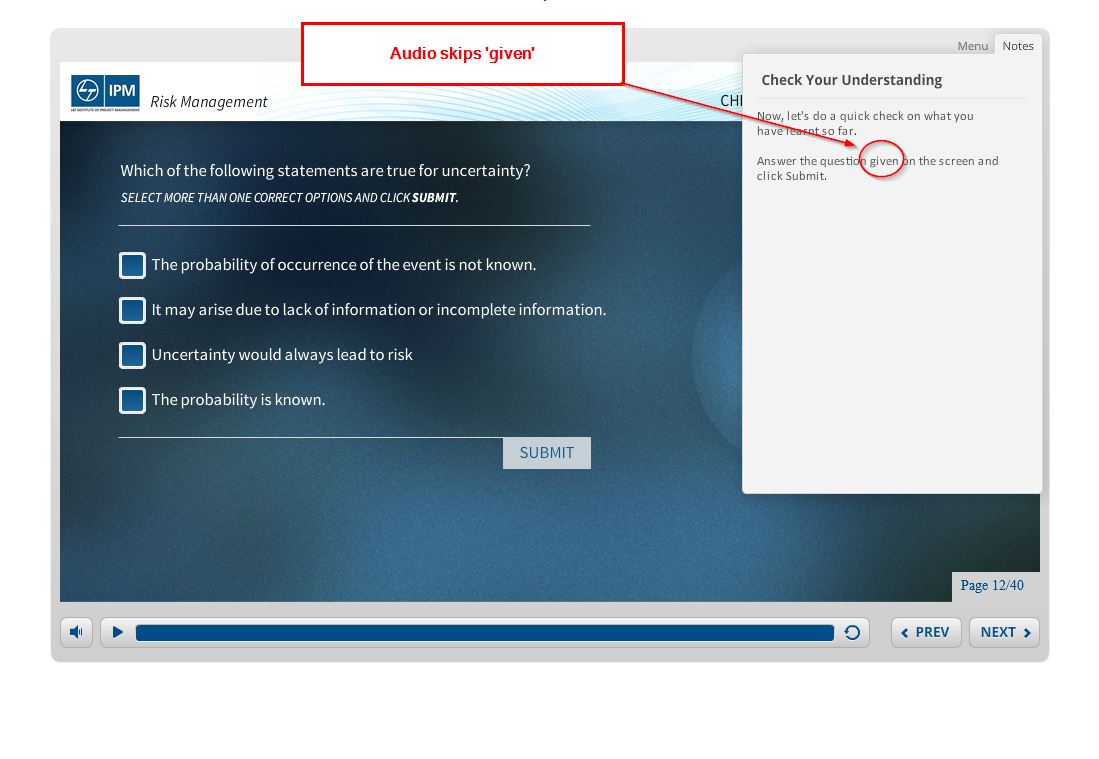 Audio skips 'given'
Menu Notes
IPM
L&T INSTITUTE OF PROJECT MANAGEMENT
Risk Management
Check Your Understanding
Now, let's do a quick check on what you
have learnt so far.
Answer the question given on the screen and
click Submit.
Which of the following statements are true for uncertainty?
SELECT MORE THAN ONE CORRECT OPTIONS AND CLICK SUBMIT.
The probability of occurrence of the event is not known.
It may arise due to lack of information or incomplete information.
Uncertainty would always lead to risk
The probability is known.
SUBMIT
Page 12/40
PREV NEXT